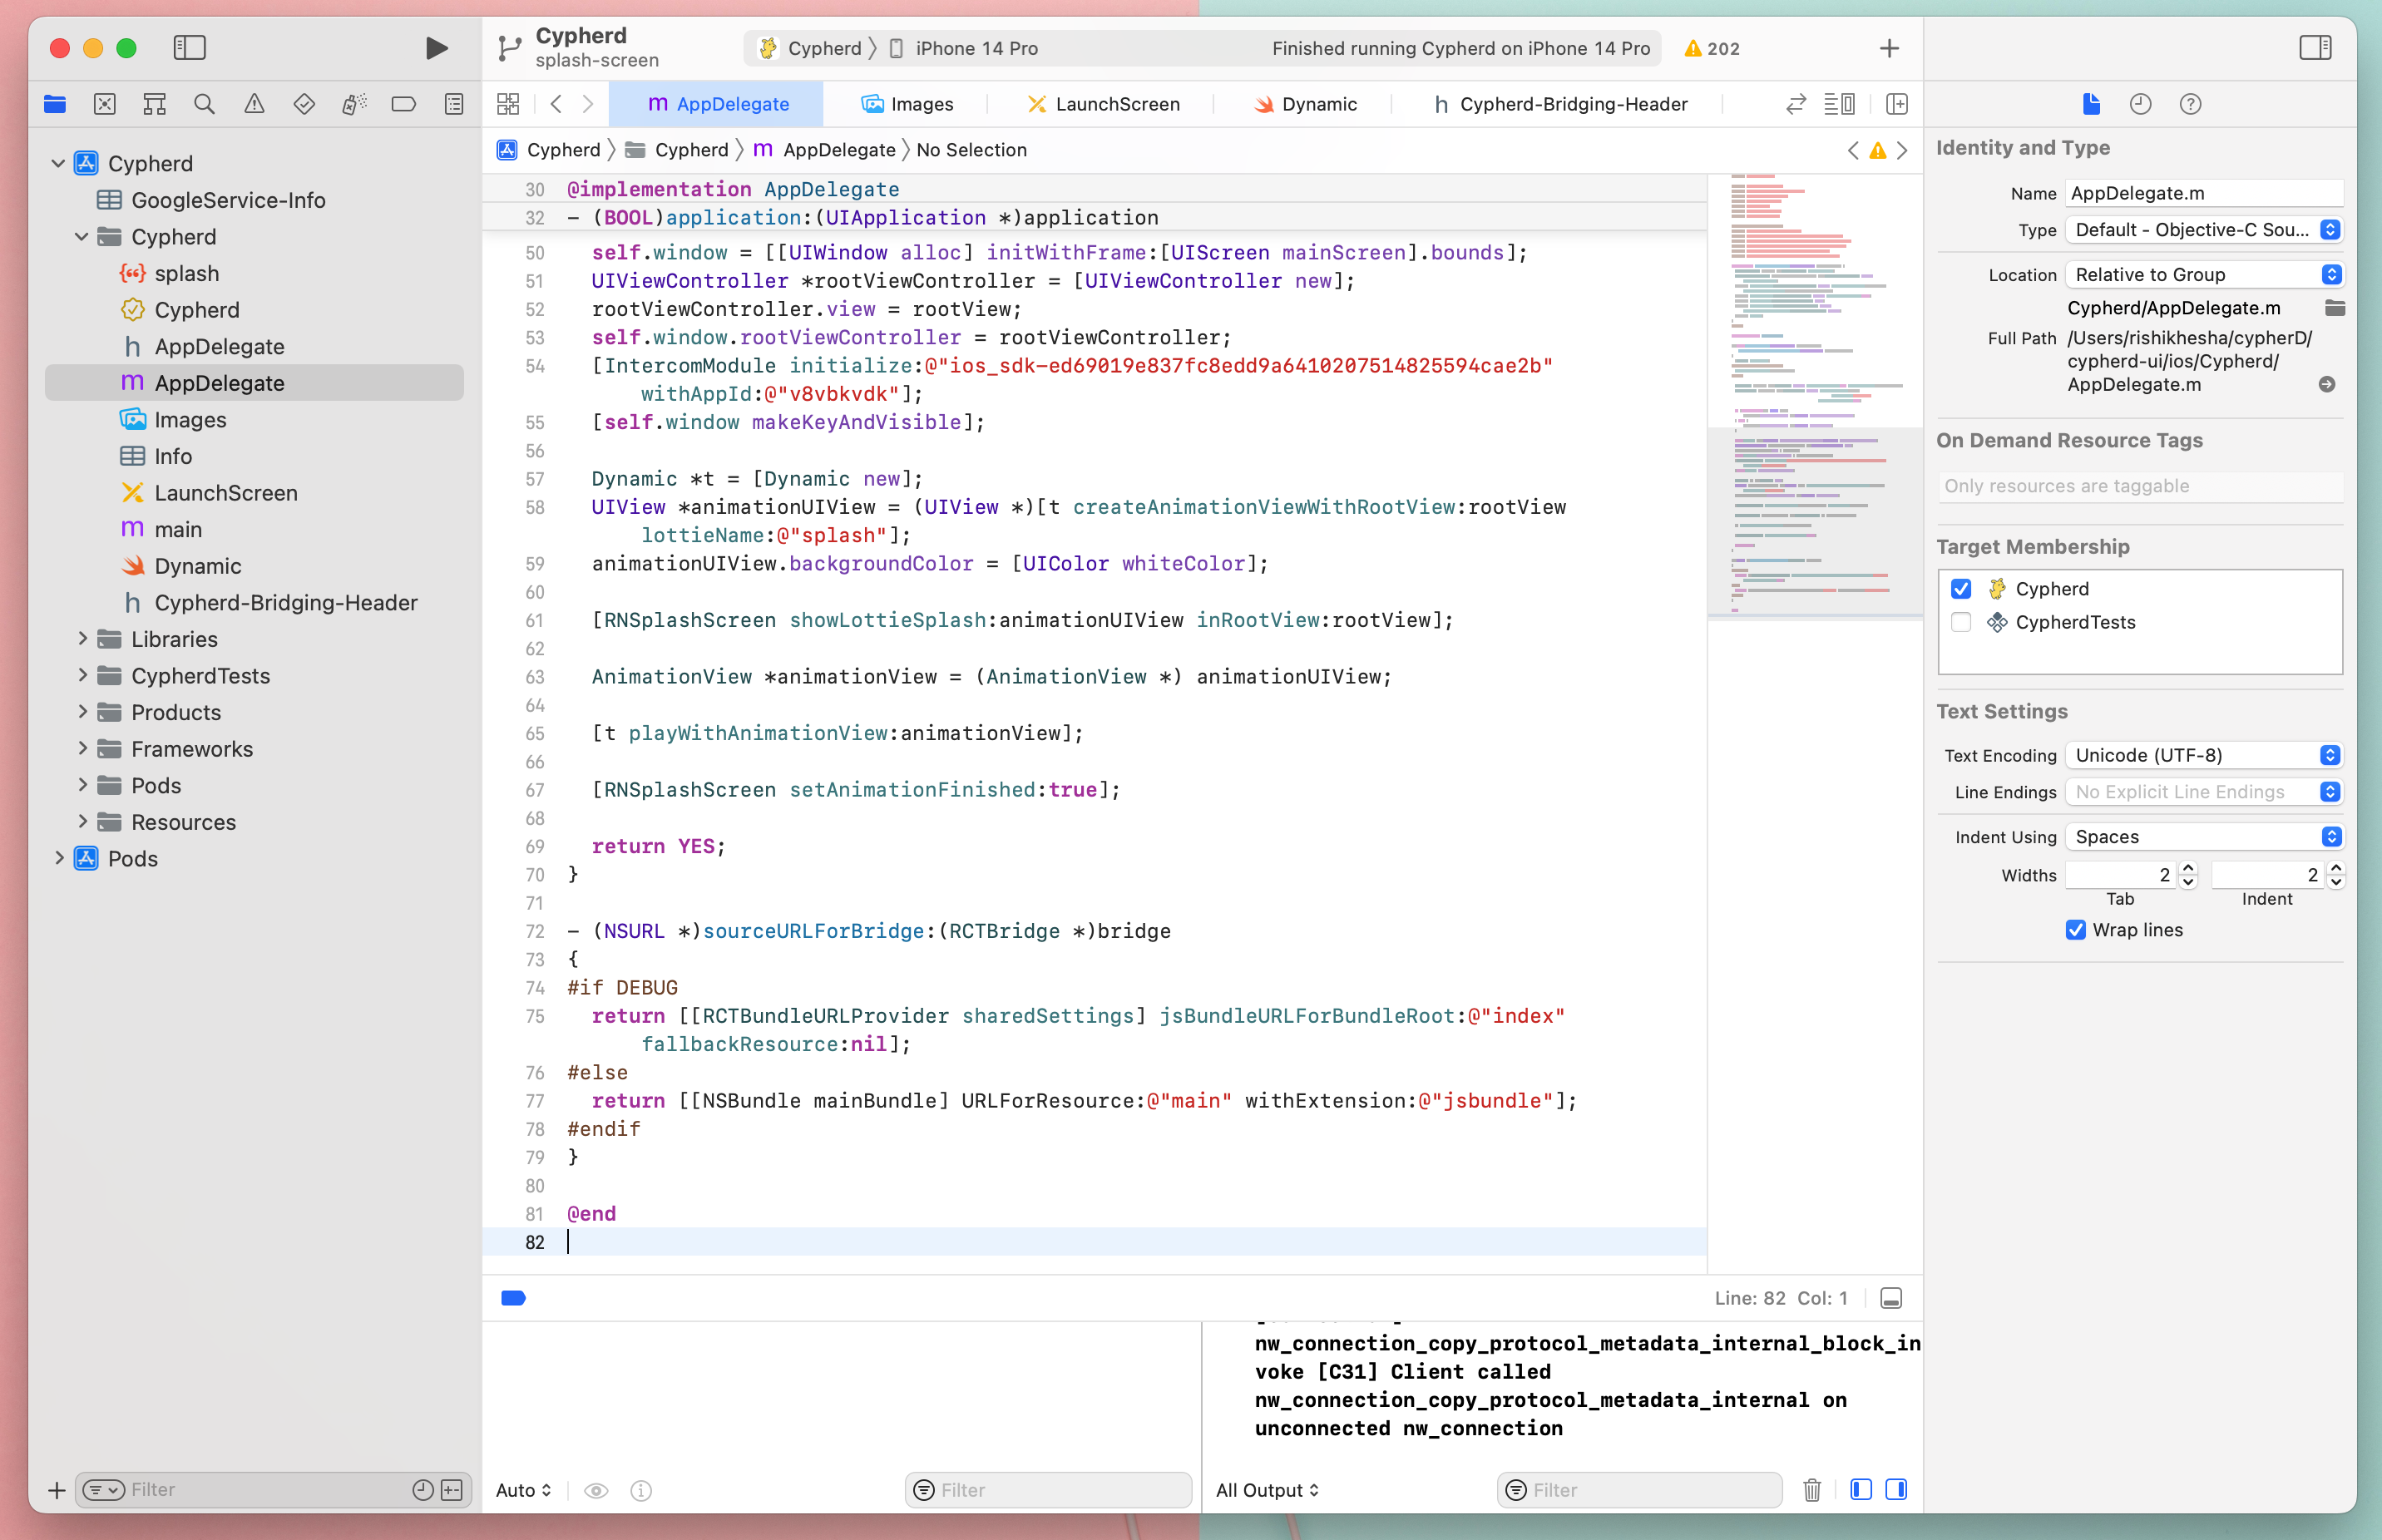 Cypherd
splash-screen
Cypherd
iPhone 14 Pro
Finished running Cypherd on iPhone 14 Pro
202
AppDelegate
Images
LaunchScreen
Dynamic
Cypherd-Bridging-Header
Cypherd
Cypherd
AppDelegate
No Selection
Cypherd
GoogleService-Info
Cypherd
splash
Cypherd
AppDelegate
AppDelegate
Images
Info
LaunchScreen
main
Dynamic
Cypherd-Bridging-Header
Libraries
CypherdTests
Products
Frameworks
Pods
Resources
Pods
Filter
30 @implementation AppDelegate
32 - (BOOL)application:(UIApplication *)application
50 self.window = [[UIWindow alloc] initWithFrame:[UIScreen mainScreen].bounds];
51 UIViewController *rootViewController = [UIViewController new];
52 rootViewController.view = rootView;
53 self.window.rootViewController = rootViewController;
54 [IntercomModule initialize:@"ios_sdk-ed69019e837fc8edd9a6410207514825594cae2b"
withAppId:@"v8vbkvdk"];
55 [self.window makeKeyAndVisible];
56
57 Dynamic *t = [Dynamic new];
58 UIView *animationUIView = (UIView *)[t createAnimationViewWithRootView:rootView
lottieName:@"splash"];
59 animationUIView.backgroundColor = [UIColor whiteColor];
60
61 [RNSplashScreen showLottieSplash:animationUIView inRootView:rootView];
62
63 AnimationView *animationView = (AnimationView *) animationUIView;
64
65 [t playWithAnimationView:animationView];
66
67 [RNSplashScreen setAnimationFinished:true];
68
69 return YES;
70 }
71
72 - (NSURL *)sourceURLForBridge:(RCTBridge *)bridge
73 {
74 #if DEBUG
75 return [[RCTBundleURLProvider sharedSettings] jsBundleURLForBundleRoot:@"index"
fallbackResource:nil];
76 #else
77 return [[NSBundle mainBundle] URLForResource:@"main" withExtension:@"jsbundle"];
78 #endif
79 }
80
81 @end
82
Line: 82 Col: 1
nw_connection_copy_protocol_metadata_internal_block_in
voke [C31] Client called
nw_connection_copy_protocol_metadata_internal on
unconnected nw_connection
Auto
Filter
All Output
Filter
Identity and Type
Name AppDelegate.m
Type Default - Objective-C Sou...
Location Relative to Group
Cypherd/AppDelegate.m
Full Path /Users/rishikhesha/cypherD/
cypherd-ui/ios/Cypherd/
AppDelegate.m
On Demand Resource Tags
Only resources are taggable
Target Membership
Cypherd
CypherdTests
Text Settings
Text Encoding Unicode (UTF-8)
Line Endings No Explicit Line Endings
Indent Using Spaces
Widths 2 2
Tab Indent
Wrap lines